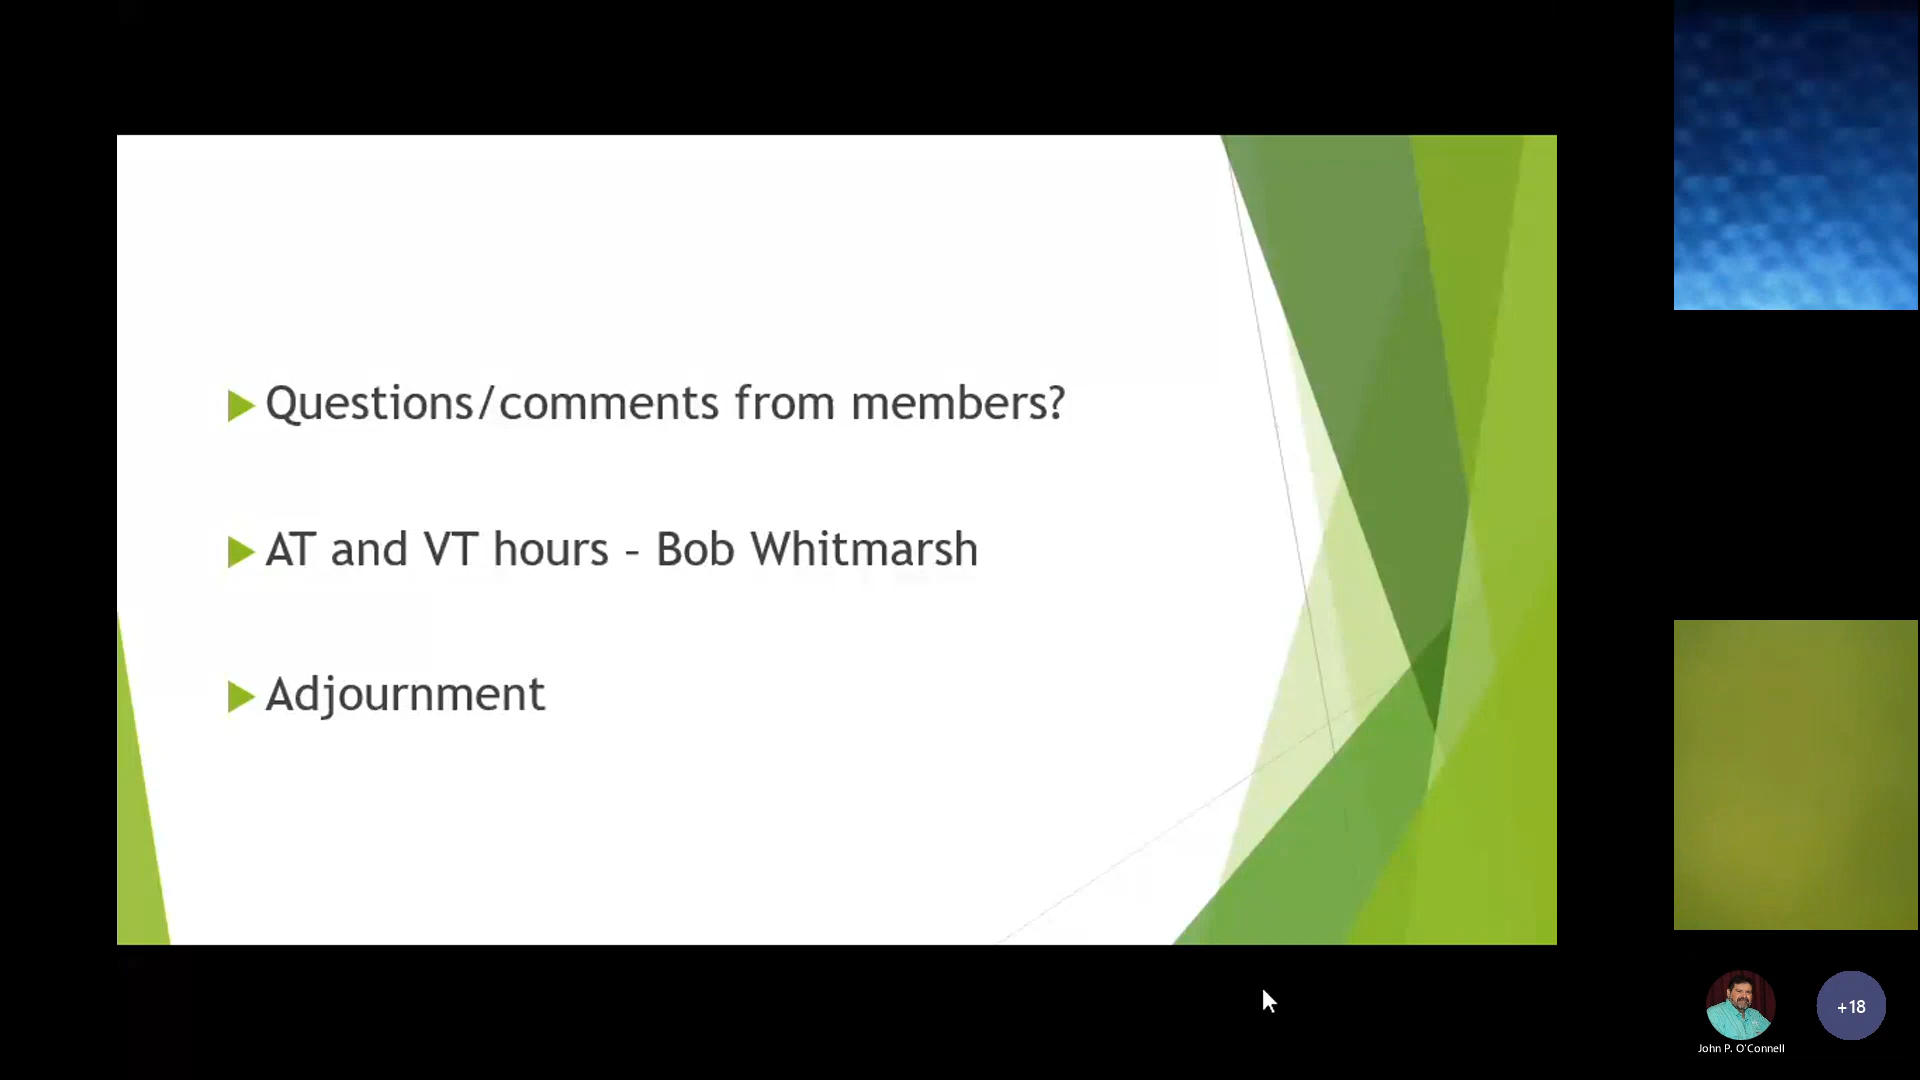 Questions/comments from members?
AT and VT hours – Bob Whitmarsh
Adjournment
+18
John P. O'Connell